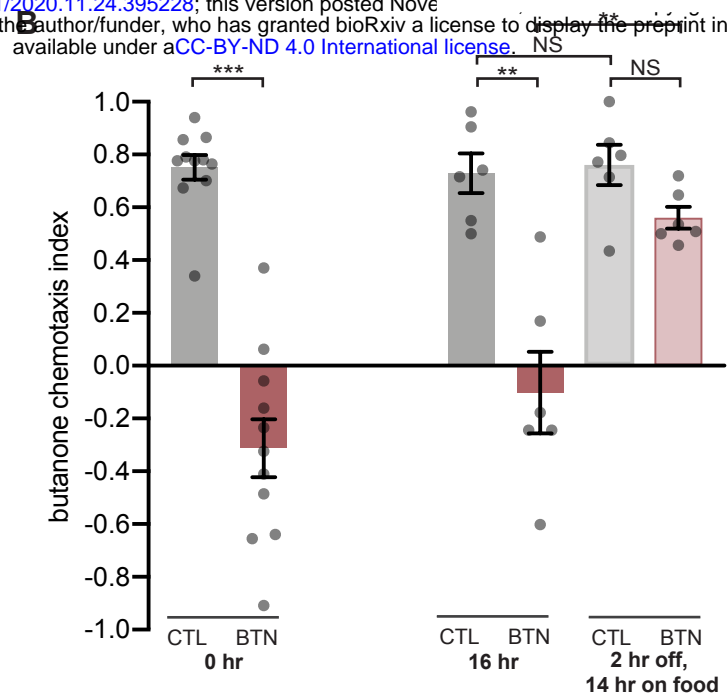 1/2020.11.24.395228; this version posted Nove
the author/funder, who has granted bioRxiv a license to display the preprint in
B
available under aCC-BY-ND 4.0 International license.
**
NS
*** ** NS
1.0
0.8
0.6
0.4
0.2
0.0
-0.2
-0.4
-0.6
-0.8
-1.0
butanone chemotaxis index
CTL BTN CTL BTN CTL BTN
0 hr 16 hr 2 hr off,
14 hr on food